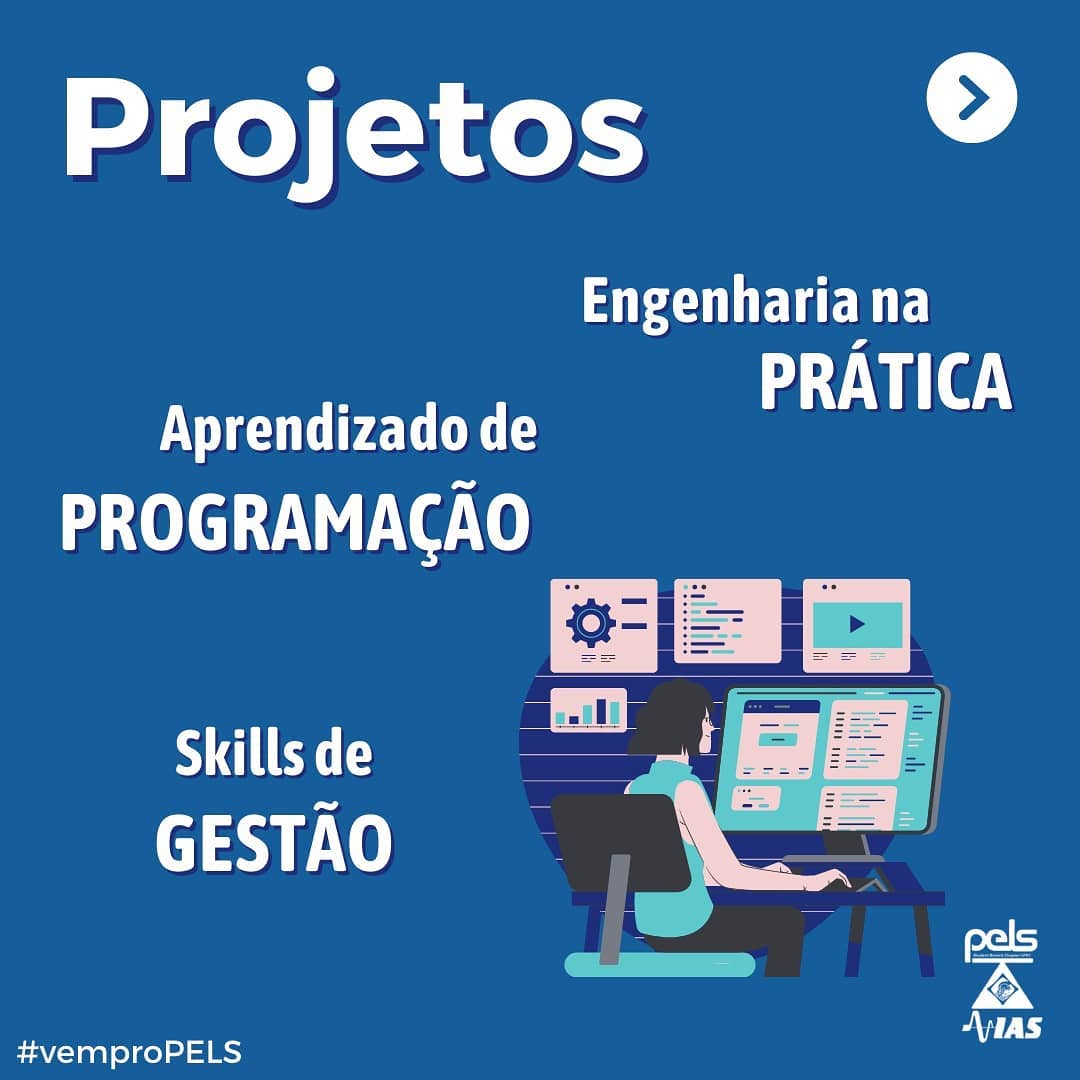 Projetos
Engenharia na
PRÁTICA
Aprendizado de
PROGRAMAÇÃO
Skills de
GESTÃO
pels
IAS
#vemproPELS